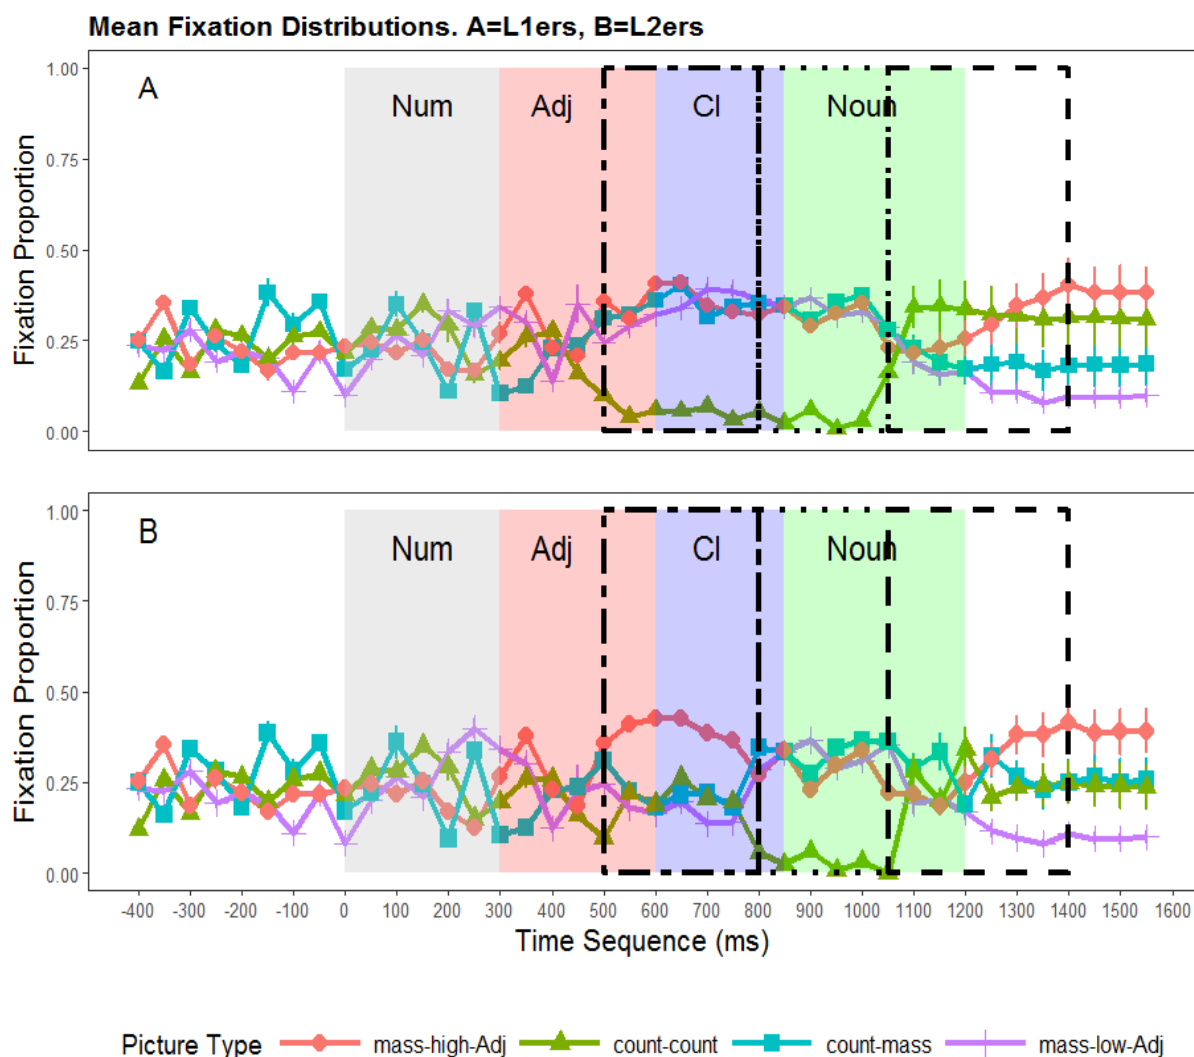 Mean Fixation Distributions. A=L1ers, B=L2ers
A
Num Adj Cl Noun
Fixation Proportion
1.00
0.75
0.50
0.25
0.00
B
Num Adj Cl Noun
Fixation Proportion
1.00
0.75
0.50
0.25
0.00
-400 -300 -200 -100 0 100 200 300 400 500 600 700 800 900 1000 1100 1200 1300 1400 1500 1600
Time Sequence (ms)
Picture Type mass-high-Adj count-count count-mass mass-low-Adj